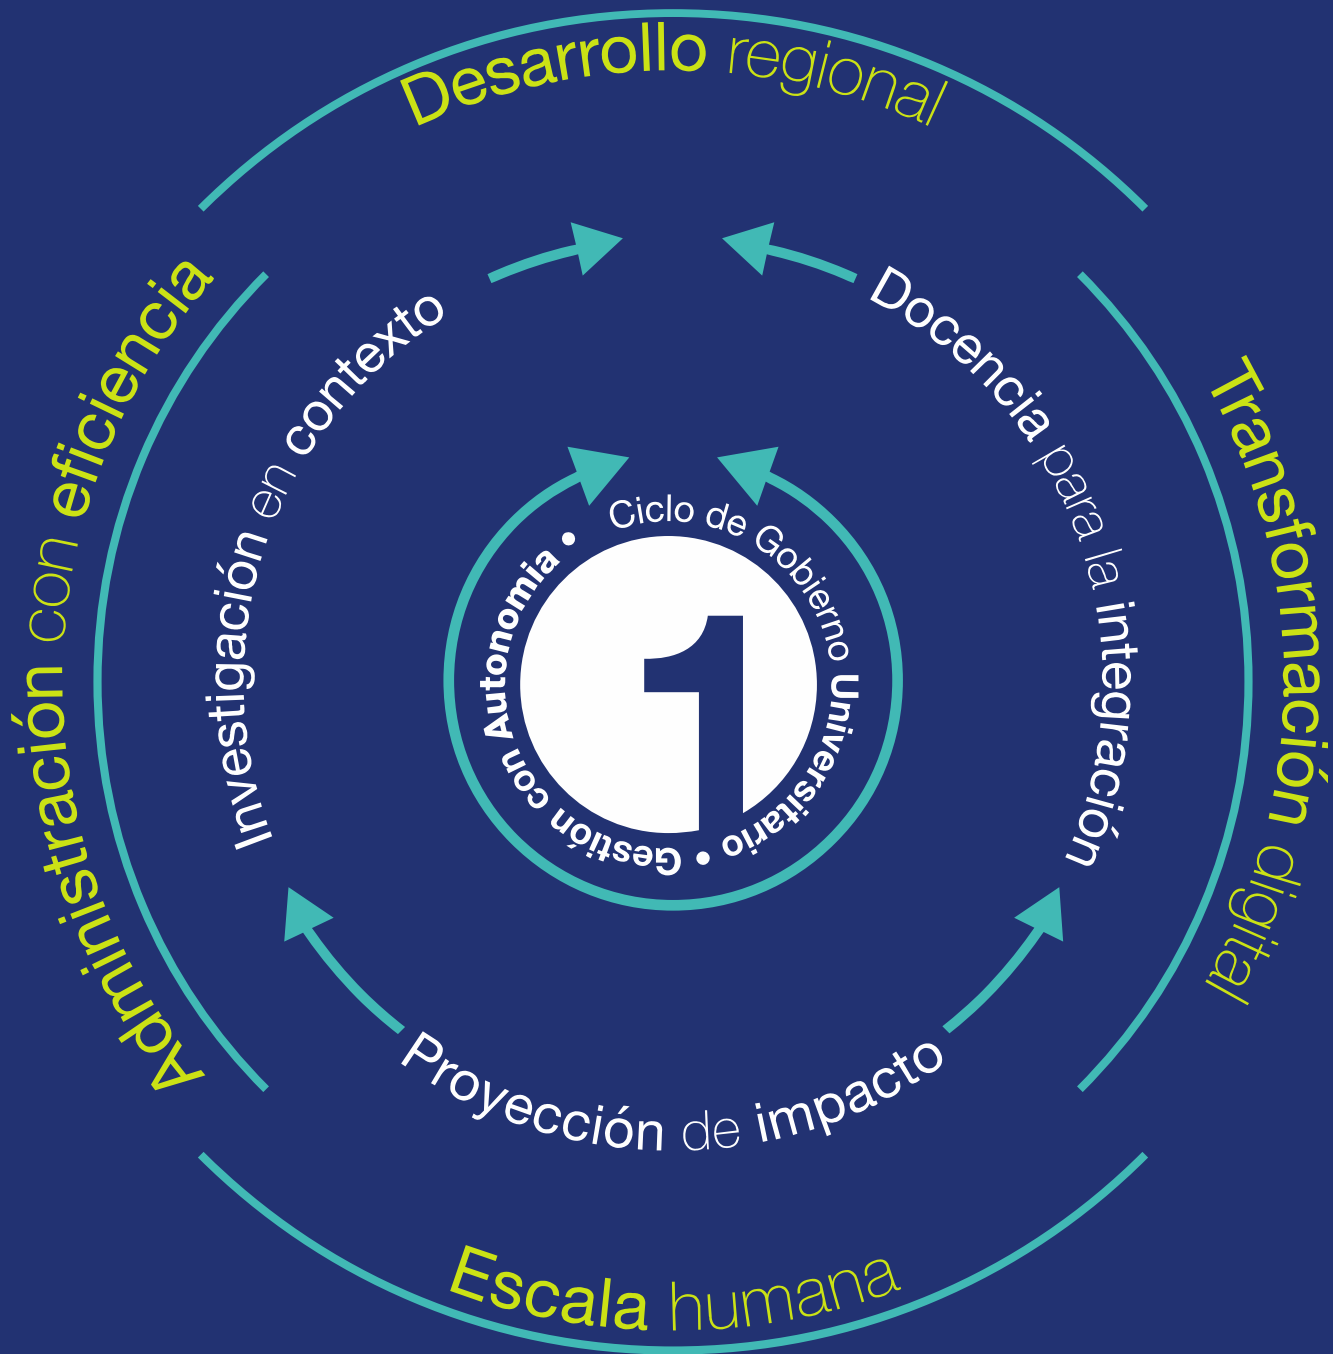 Desarrollo regional
Transformación digital
Escala humana
Administración con eficiencia
Investigación en contexto
Docencia para la integración
Proyección de impacto
Ciclo de Gobierno Universitario • Gestión con Autonomia •
1